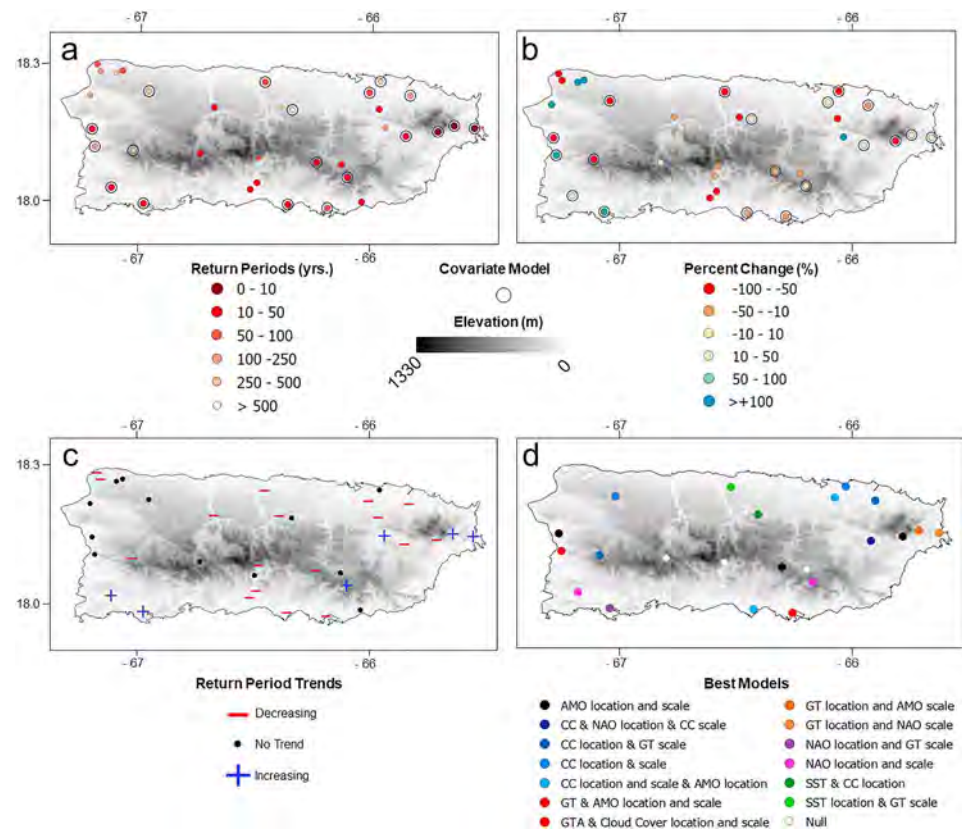 - 67
- 66
- 67
- 66
18.3
18.0
a
b
- 67
- 66
- 67
- 66
Return Periods (yrs.)
0 - 10
10 - 50
50 - 100
100 -250
250 - 500
> 500
Covariate Model
Elevation (m)
1330
0
Percent Change (%)
-100 - -50
-50 - -10
-10 - 10
10 - 50
50 - 100
>+100
- 66
- 66
18.3
18.0
c
d
- 67
- 66
- 67
- 66
Return Period Trends
Decreasing
No Trend
Increasing
Best Models
AMO location and scale
CC & NAO location & CC scale
CC location & GT scale
CC location & scale
CC location and scale & AMO location
GT & AMO location and scale
GTA & Cloud Cover location and scale
GT location and AMO scale
GT location and NAO scale
NAO location and GT scale
NAO location and scale
SST & CC location
SST location & GT scale
Null